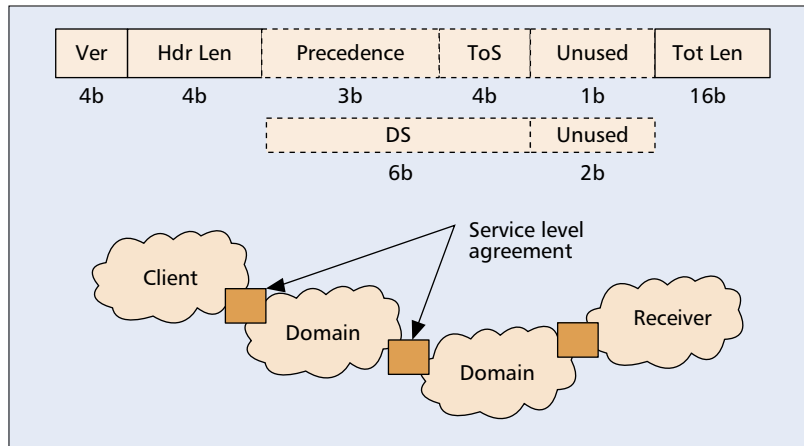 Ver Hdr Len Precedence ToS Unused Tot Len
4b 4b 3b 4b 1b 16b
DS Unused
6b 2b
Service level
agreement
Client
Domain
Receiver
Domain